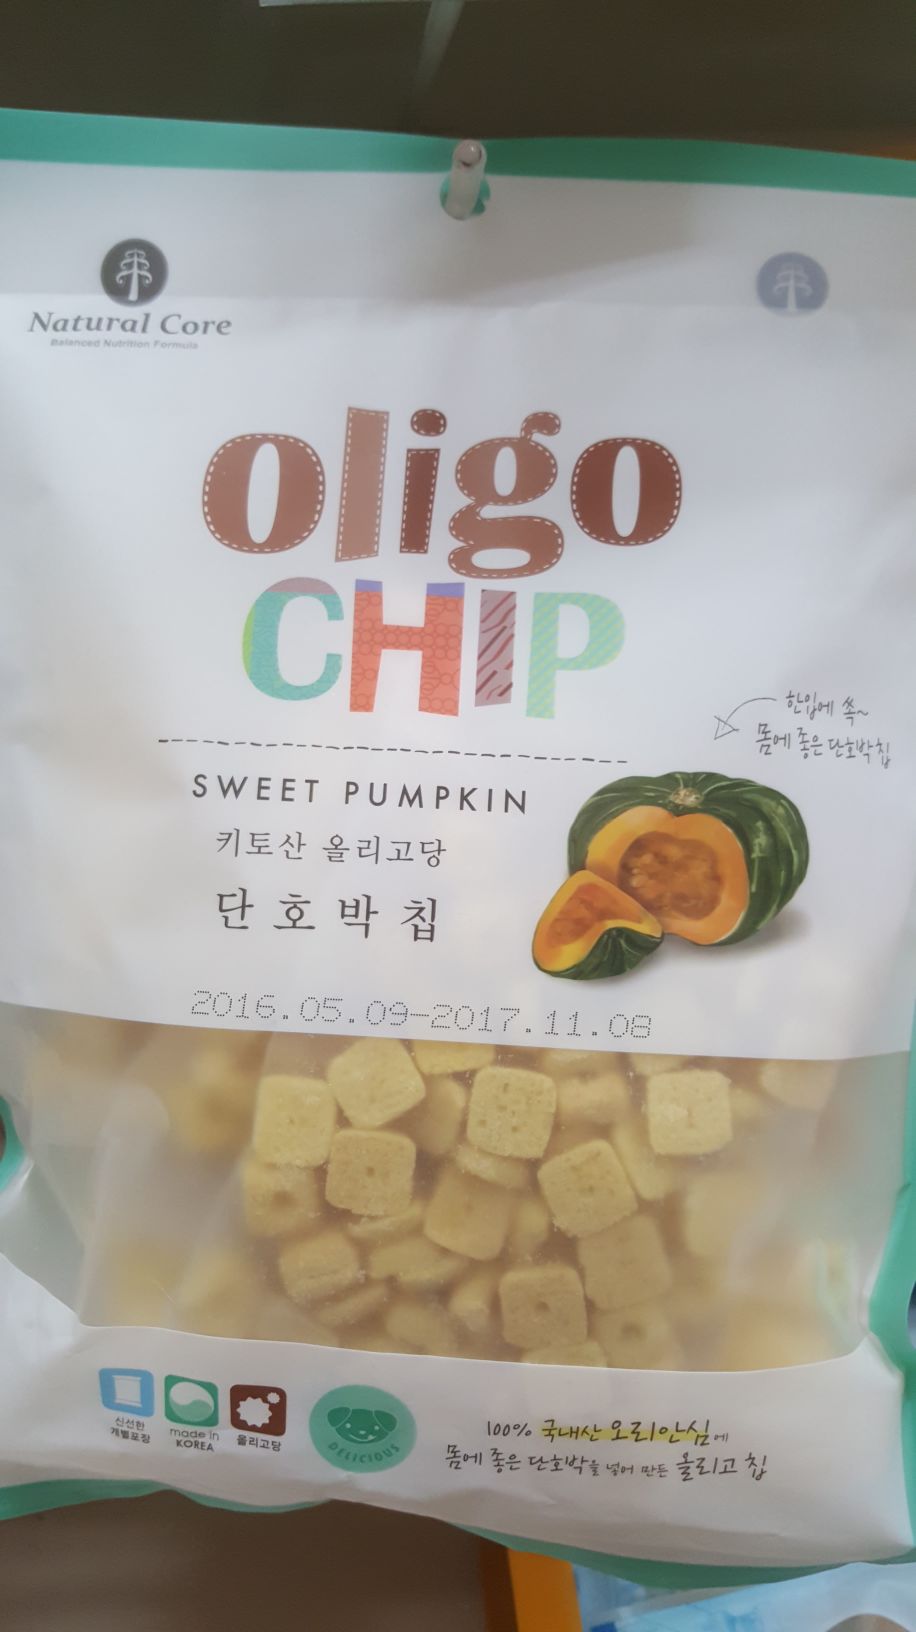 Natural Core
Balanced Nutrition Formula
oligo
CHIP
한입에 쏙~
몸에 좋은 단호박칩
SWEET PUMPKIN
키토산 올리고당
단호박칩
2016.05.09-2017.11.08
신선한
개별포장
made in
KOREA
올리고당
DELICIOUS
100% 국내산 오리안심에
몸에 좋은 단호박을 넣어 만든 올리고 칩